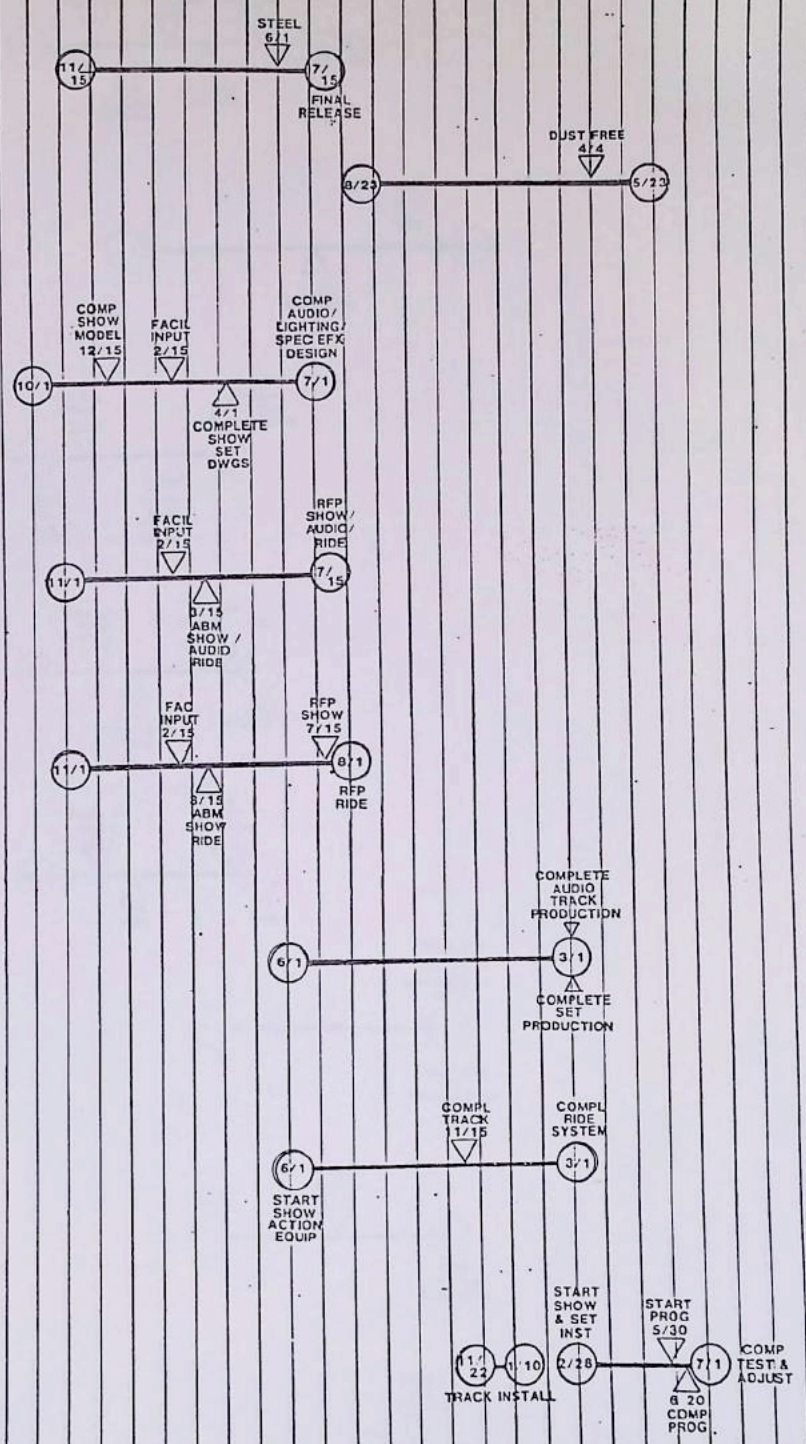 STEEL
6/1
11/15
7/15
FINAL
RELEASE
DUST FREE
4/4
8/23
5/23
COMP
SHOW
MODEL
12/15
FACIL
INPUT
2/15
COMP
AUDIO/
LIGHTING/
SPEC EFX
DESIGN
10/1
7/1
4/1
COMPLETE
SHOW
SET
DWGS
FACIL
INPUT
2/15
RFP
SHOW/
AUDIO/
RIDE
11/1
7/15
3/15
ABM
SHOW /
AUDIO
RIDE
FAC
INPUT
2/15
RFP
SHOW
7/15
11/1
8/1
3/15
ABM
SHOW
RIDE
RFP
RIDE
COMPLETE
AUDIO
TRACK
PRODUCTION
6/1
3/1
COMPLETE
SET
PRODUCTION
COMPL
TRACK
11/15
COMPL
RIDE
SYSTEM
6/1
3/1
START
SHOW
ACTION
EQUIP
START
SHOW
& SET
INST
START
PROG
5/30
11/22
1/10
2/28
7/1
COMP
TEST &
ADJUST
TRACK INSTALL
6 20
COMP
PROG